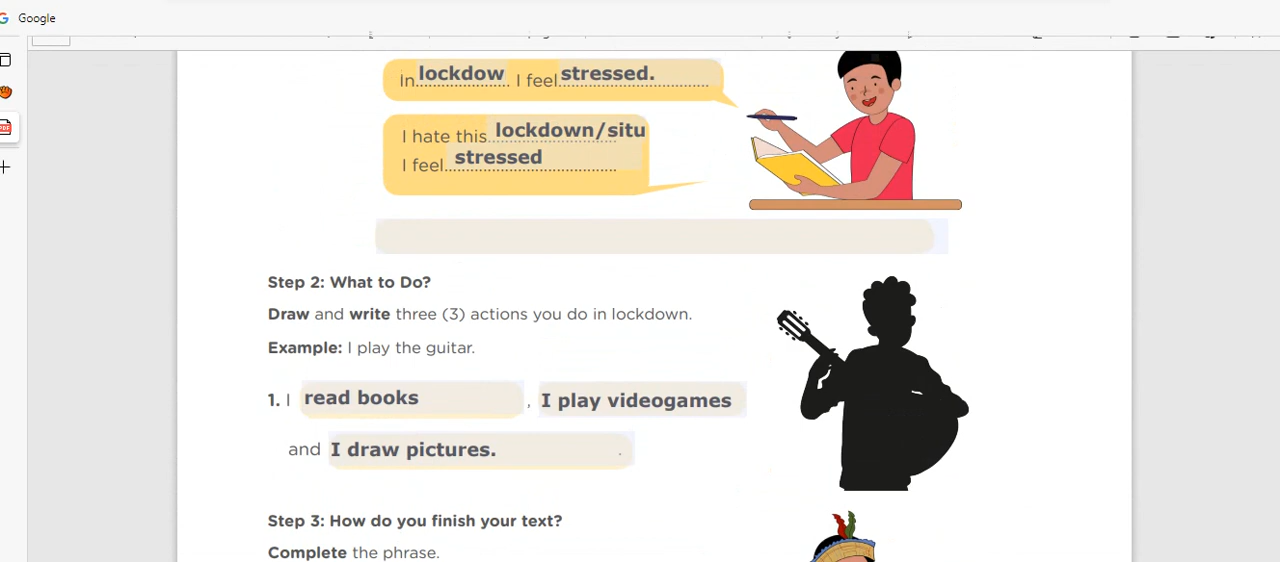 Google
In lockdow I feel stressed.
I hate this lockdown/situ
I feel stressed
Step 2: What to Do?
Draw and write three (3) actions you do in lockdown.
Example: I play the guitar.
1. I read books , I play videogames
and I draw pictures. .
Step 3: How do you finish your text?
Complete the phrase.